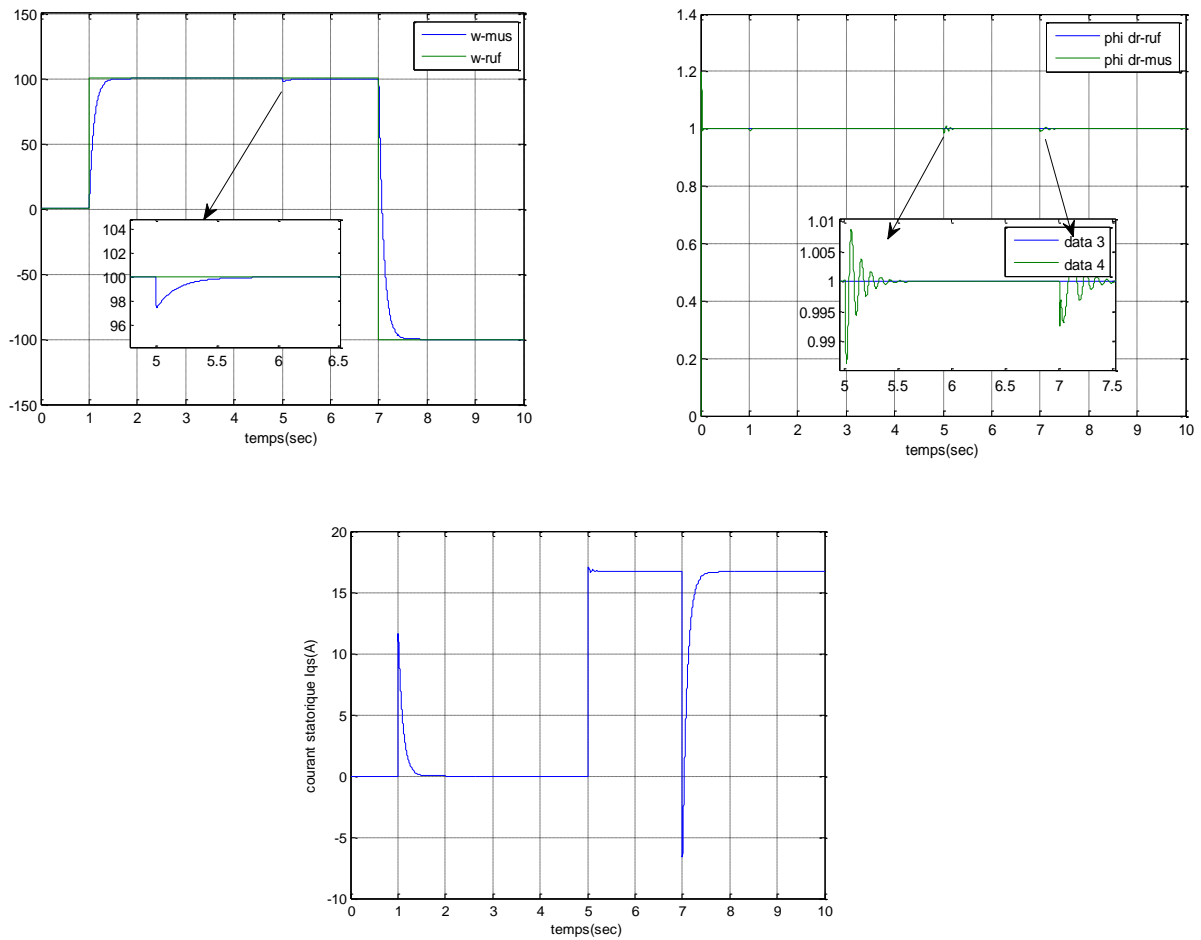 150
100
50
0
-50
-100
-150
0 1 2 3 4 5 6 7 8 9 10
temps(sec)
w-mus
w-ruf
104
102
100
98
96
5 5.5 6 6.5
1.4
1.2
1
0.8
0.6
0.4
0.2
0
0 1 2 3 4 5 6 7 8 9 10
temps(sec)
phi dr-ruf
phi dr-mus
1.01
1.005
1
0.995
0.99
5 5.5 6 6.5 7 7.5
data 3
data 4
20
15
10
5
0
-5
-10
courant statorique Iqs(A)
0 1 2 3 4 5 6 7 8 9 10
temps(sec)